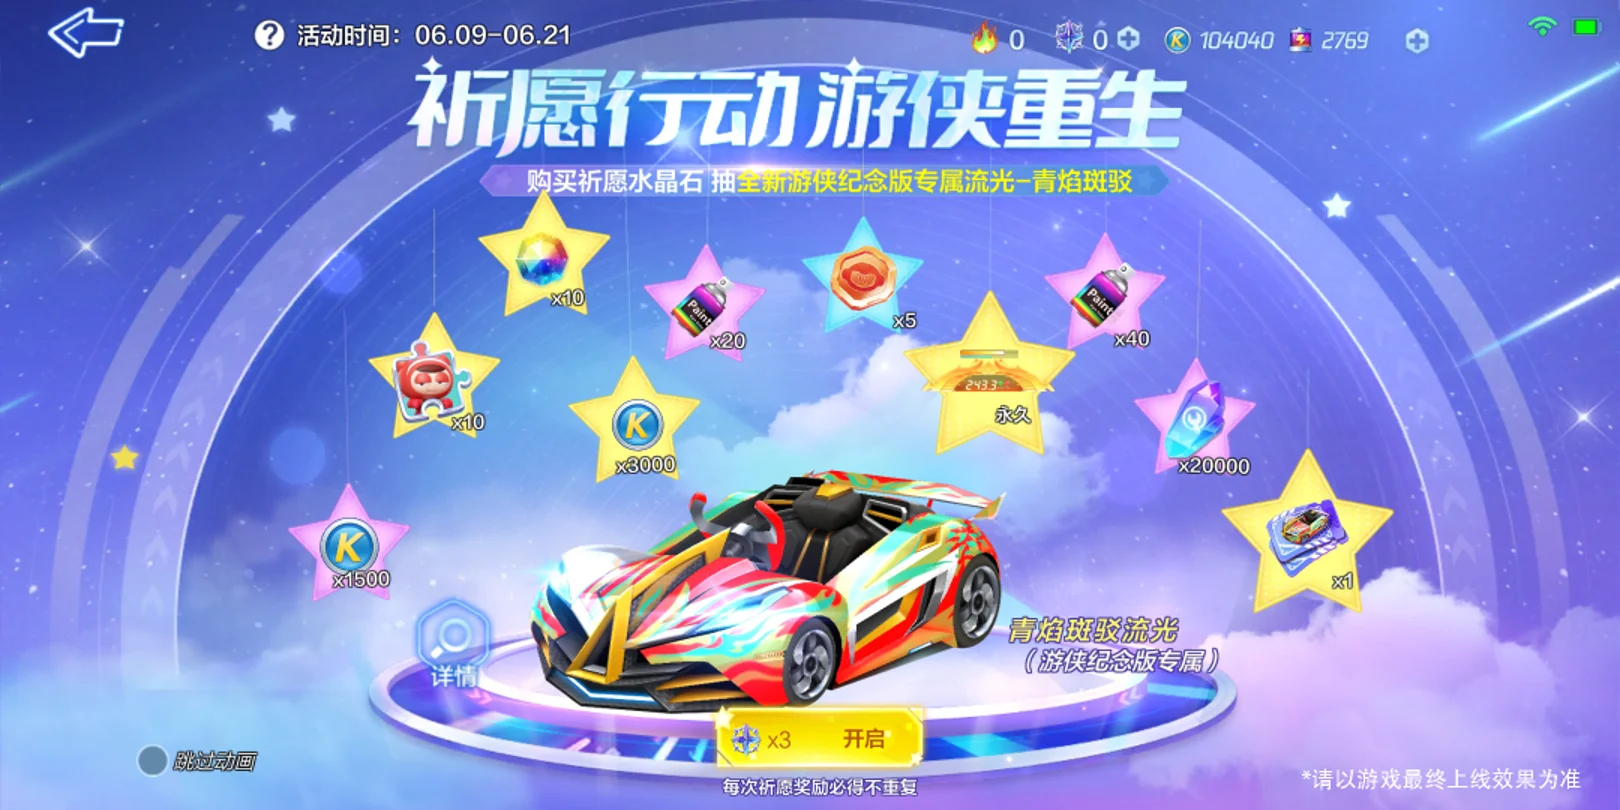 活动时间：06.09-06.21
0
0
K 104040
2769
祈愿行动 游侠重生
购买祈愿水晶石 抽全新游侠纪念版专属流光-青焰斑驳
x10
Paint
x20
x5
Paint
x40
x10
K
x3000
243.3
永久
x20000
K
x1500
x1
详情
青焰斑驳流光
（游侠纪念版专属）
x3 开启
跳过动画
每次祈愿奖励必得不重复
*请以游戏最终上线效果为准